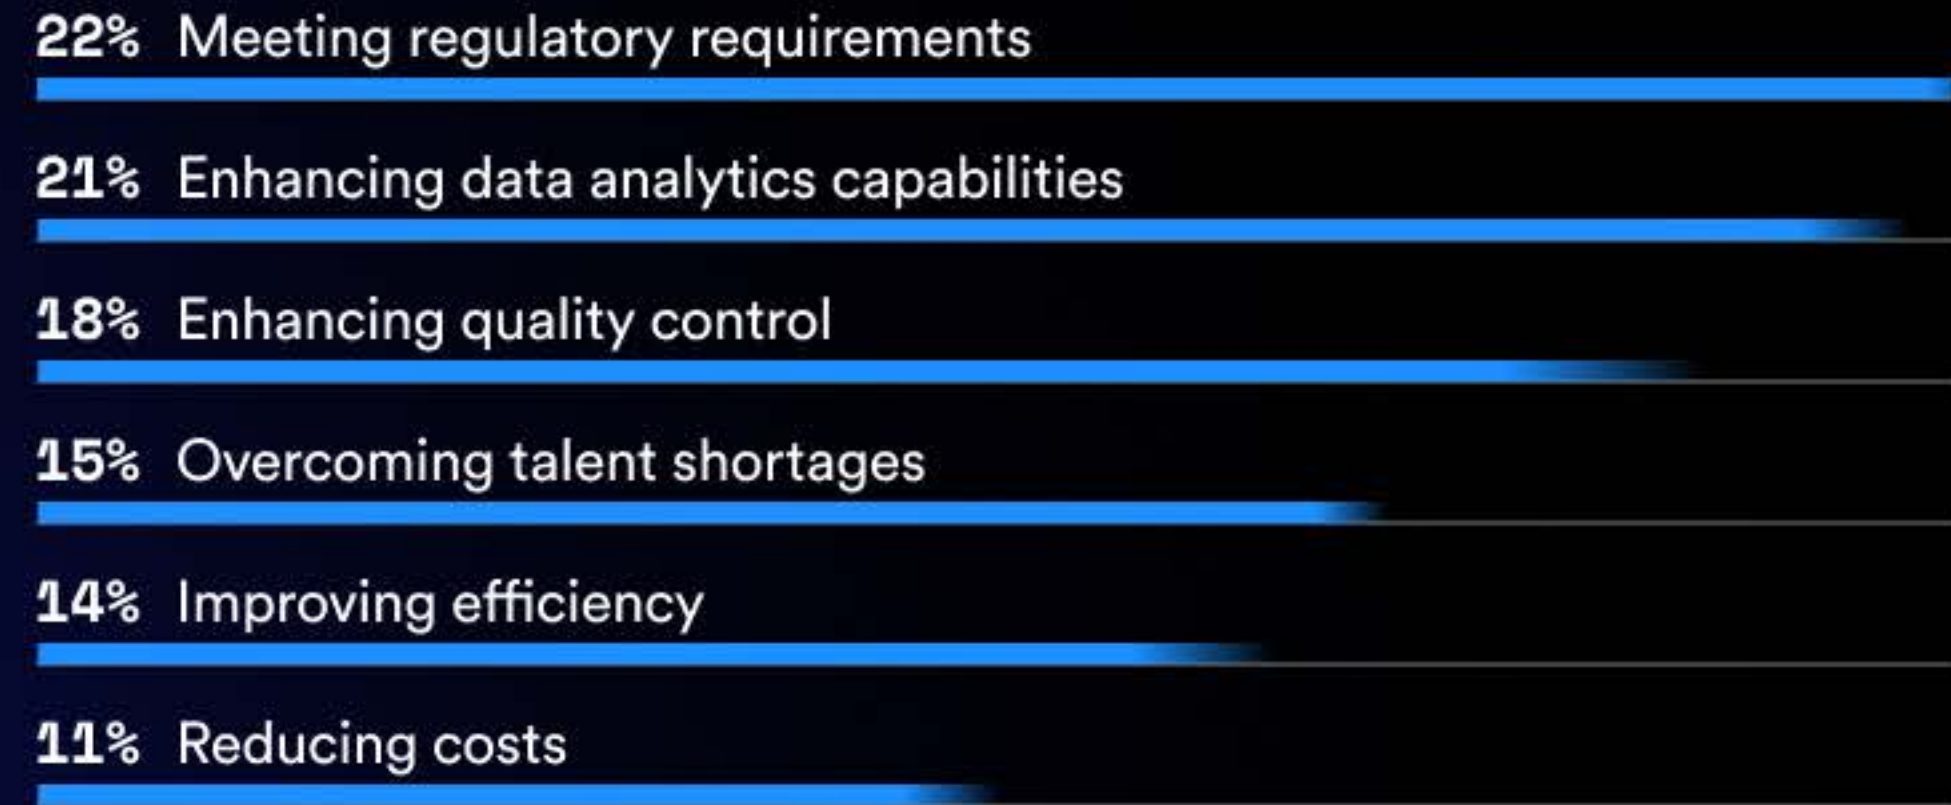 22% Meeting regulatory requirements
21% Enhancing data analytics capabilities
18% Enhancing quality control
15% Overcoming talent shortages
14% Improving efficiency
11% Reducing costs